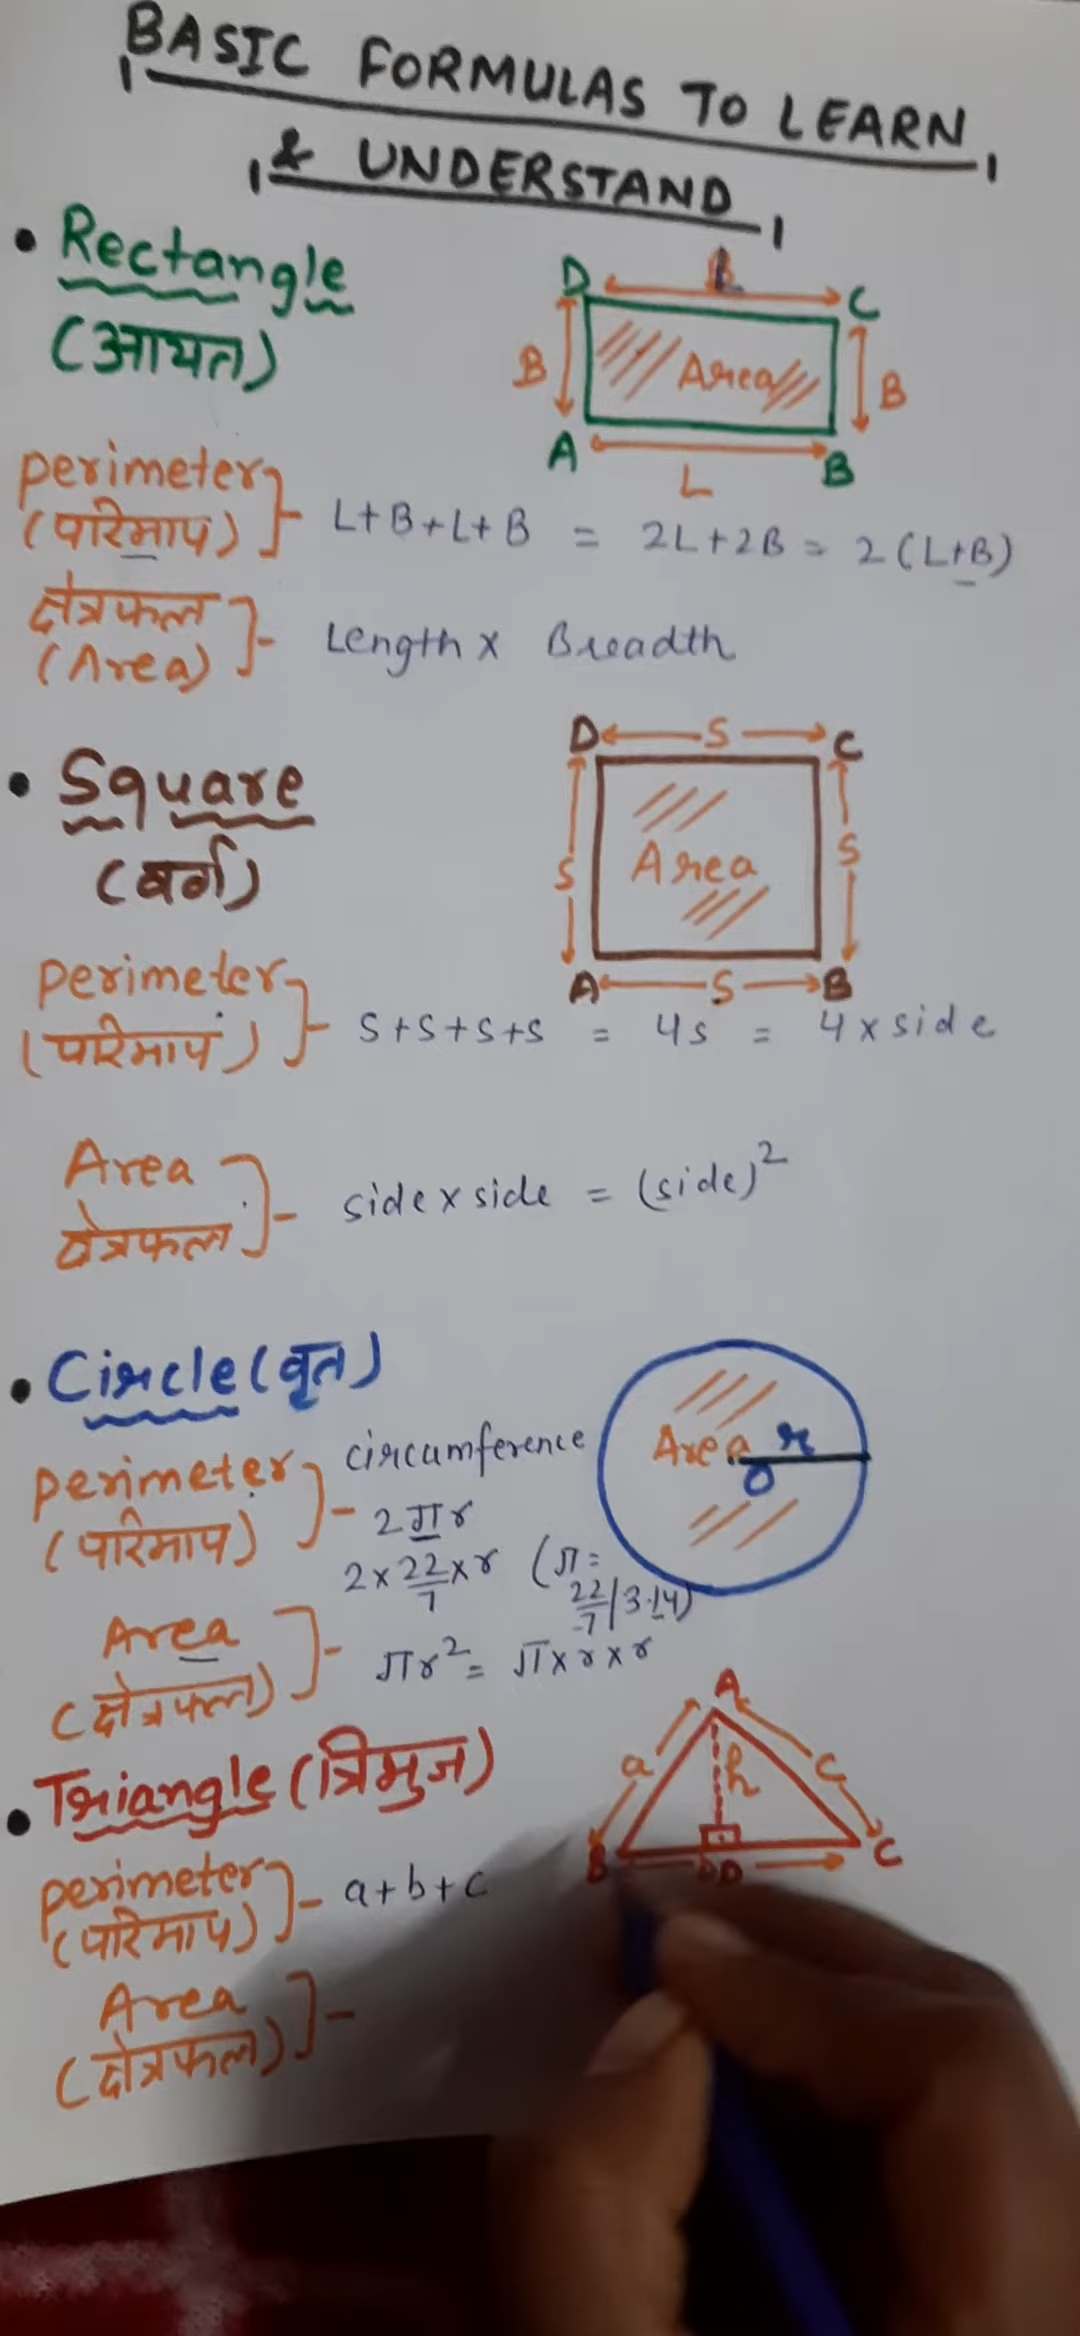 BASIC FORMULAS TO LEARN
& UNDERSTAND
• Rectangle
(आयत)
D L C
B Area B
A L B
perimeter
(परिमाप) - L+B+L+B = 2L+2B = 2(L+B)
क्षेत्रफल
(Area) - Length x Breadth
• Square
(वर्ग)
D S C
S Area S
A S B
perimeter
(परिमाप) - S+S+S+S = 4S = 4 x side
Area
क्षेत्रफल - side x side = (side)²
• Circle (वृत)
Area r
O
perimeter
(परिमाप) - circumference
2πr
2 x 22/7 x r (π =
22/7 / 3.14)
Area
(क्षेत्रफल) - πr² = π x r x r
• Triangle (त्रिभुज)
A
a h c
B b D C
perimeter
(परिमाप) - a+b+c
Area
(क्षेत्रफल) -